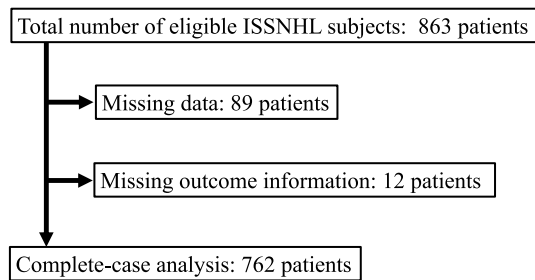 Total number of eligible ISSNHL subjects: 863 patients
Missing data: 89 patients
Missing outcome information: 12 patients
Complete-case analysis: 762 patients